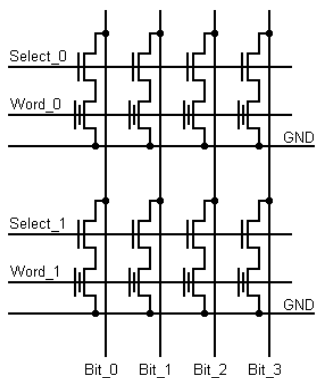 Select_0
Word_0
GND
Select_1
Word_1
GND
Bit_0 Bit_1 Bit_2 Bit_3